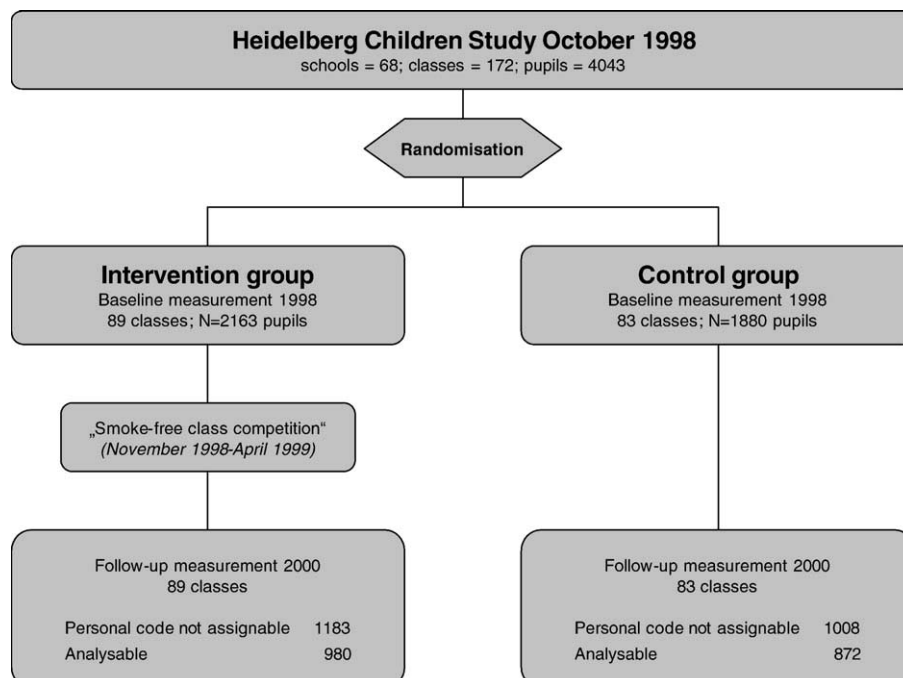 Heidelberg Children Study October 1998
schools = 68; classes = 172; pupils = 4043
Randomisation
Intervention group
Baseline measurement 1998
89 classes; N=2163 pupils
Control group
Baseline measurement 1998
83 classes; N=1880 pupils
„Smoke-free class competition“
(November 1998-April 1999)
Follow-up measurement 2000
89 classes
Personal code not assignable 1183
Analysable 980
Follow-up measurement 2000
83 classes
Personal code not assignable 1008
Analysable 872